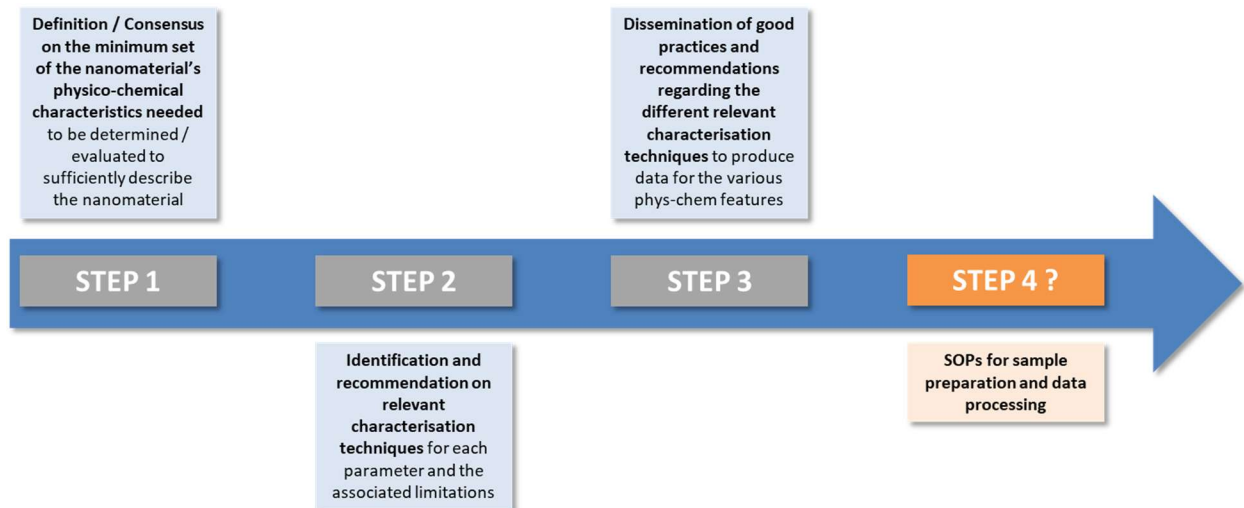 Definition / Consensus
on the minimum set
of the nanomaterial's
physico-chemical
characteristics needed
to be determined /
evaluated to
sufficiently describe
the nanomaterial
Dissemination of good
practices and
recommendations
regarding the
different relevant
characterisation
techniques to produce
data for the various
phys-chem features
STEP 1
STEP 2
STEP 3
STEP 4 ?
Identification and
recommendation on
relevant
characterisation
techniques for each
parameter and the
associated limitations
SOPs for sample
preparation and data
processing